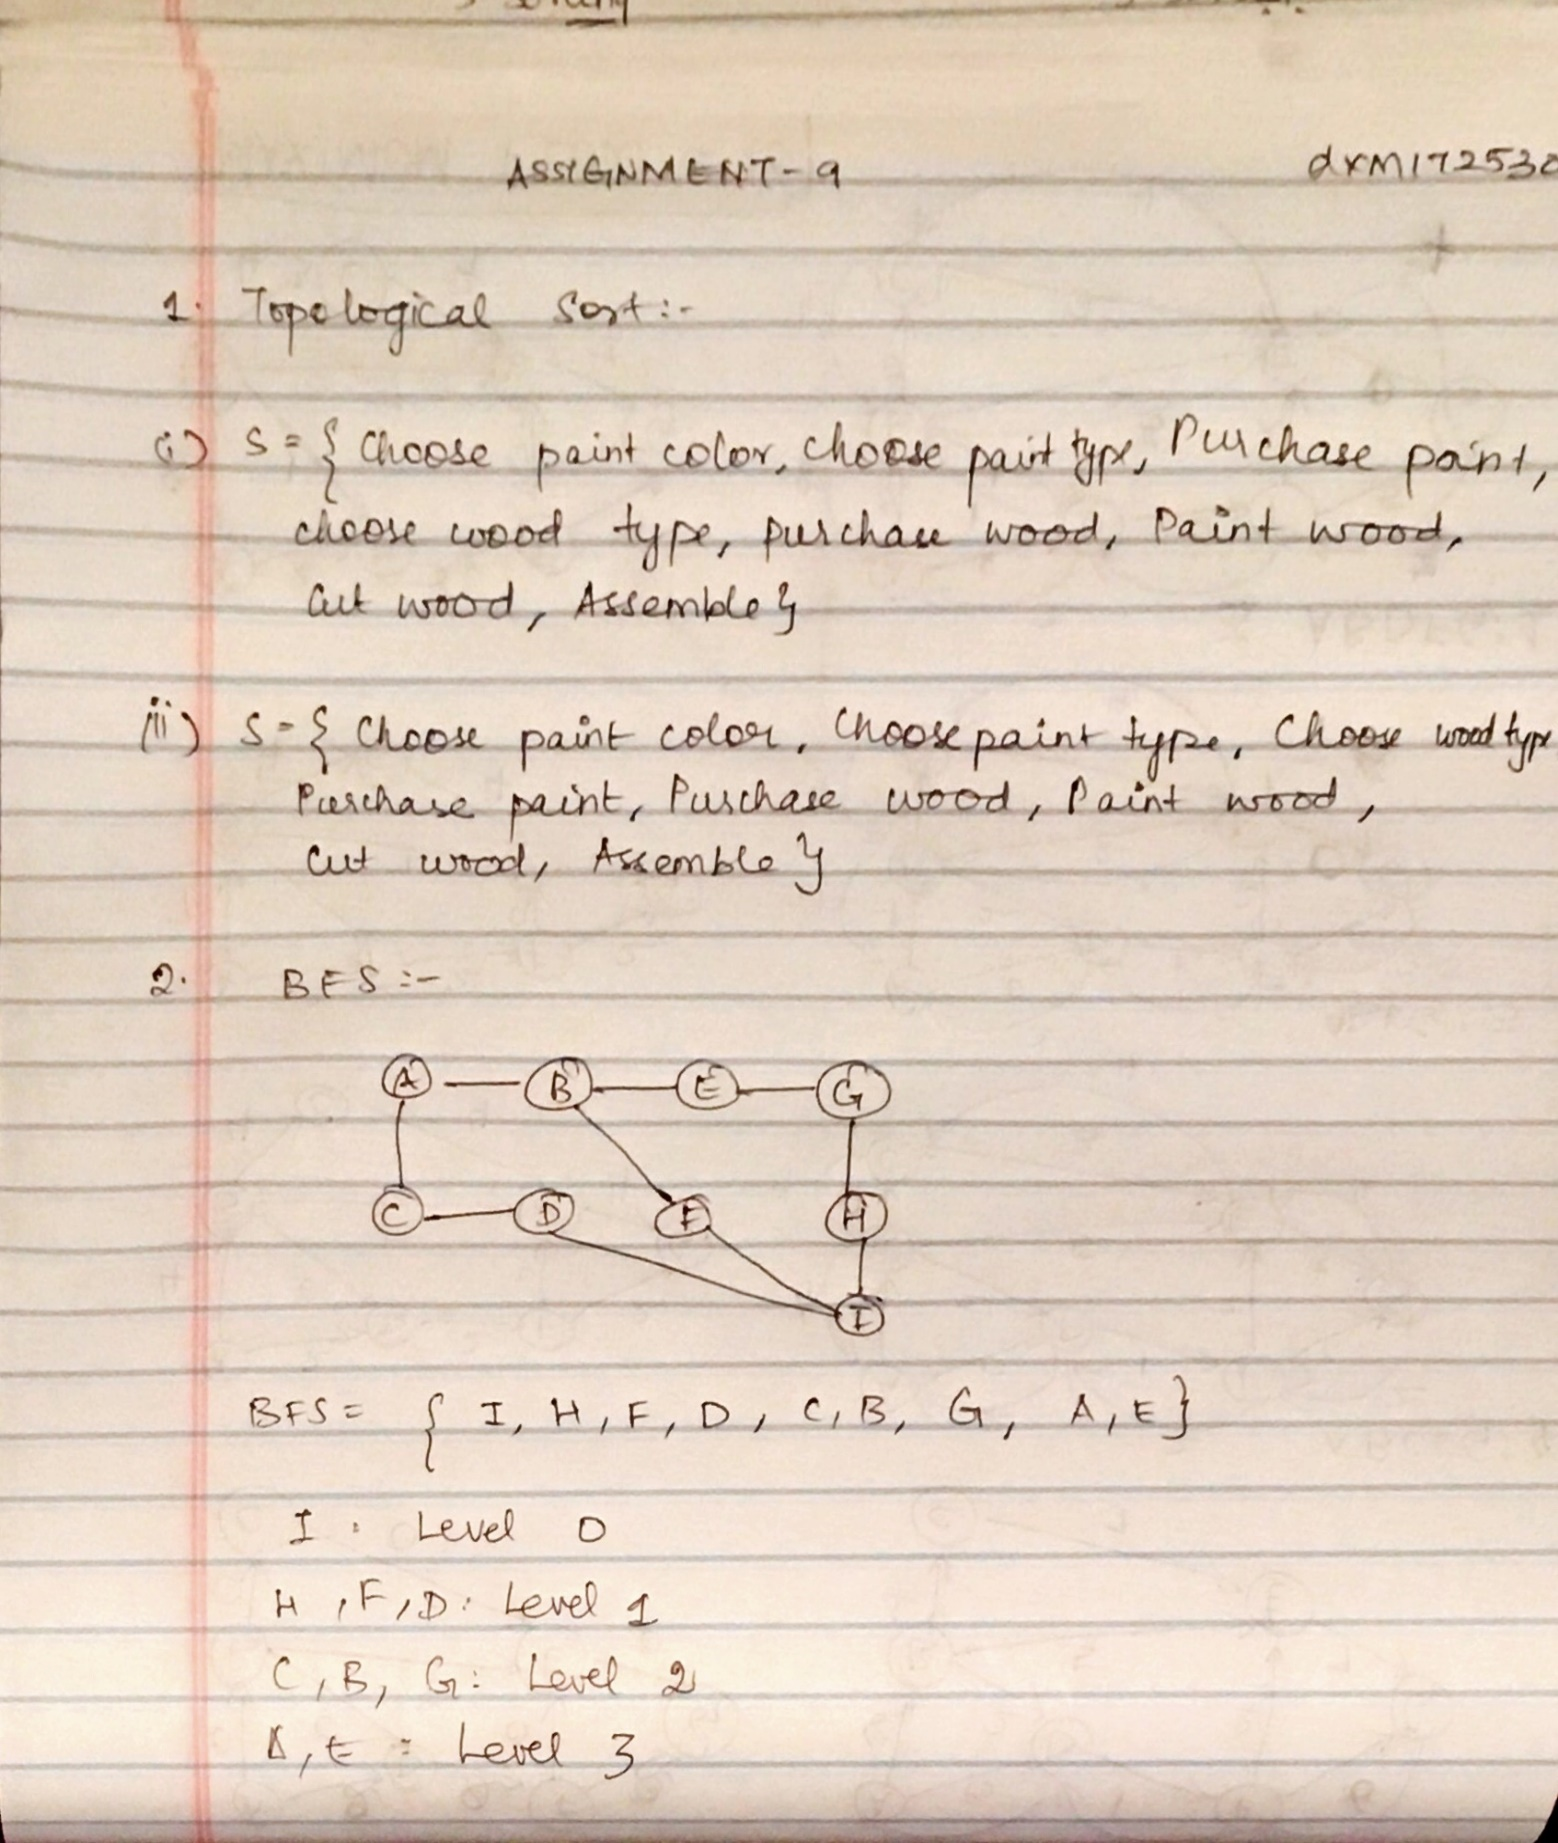 ASSIGNMENT-9
dxm172530
1. Topological Sort:-
(i) S = { Choose paint color, Choose paint type, Purchase paint,
choose wood type, purchase wood, Paint wood,
Cut wood, Assemble}
(ii) S = { Choose paint color, Choose paint type, Choose wood type
Purchase paint, Purchase wood, Paint wood,
Cut wood, Assemble}
2. BFS :-
A B E G
C D F H
I
BFS = { I, H, F, D, C, B, G, A, E}
I : Level 0
H, F, D: Level 1
C, B, G: Level 2
A, E : Level 3